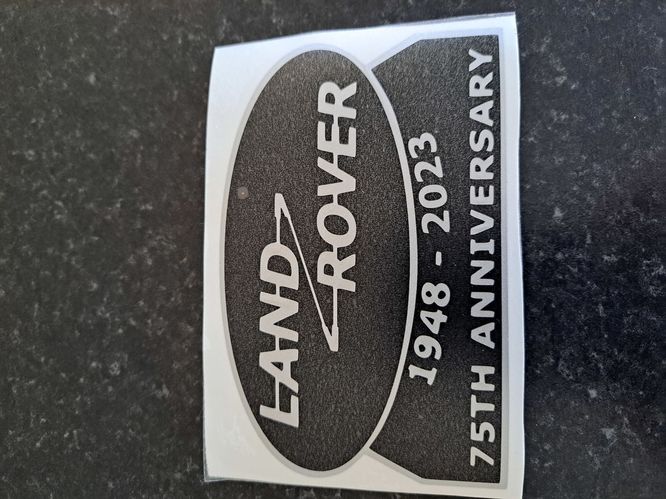 LAND
ROVER
1948 - 2023
75TH ANNIVERSARY